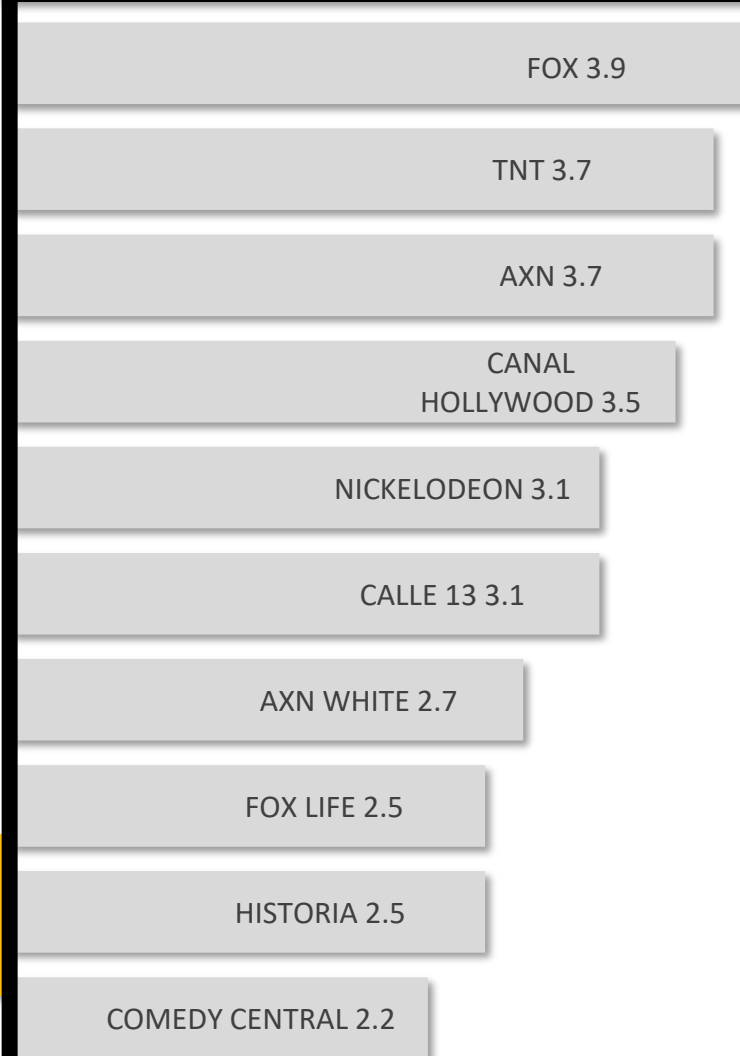 FOX 3.9
TNT 3.7
AXN 3.7
CANAL
HOLLYWOOD 3.5
NICKELODEON 3.1
CALLE 13 3.1
AXN WHITE 2.7
FOX LIFE 2.5
HISTORIA 2.5
COMEDY CENTRAL 2.2